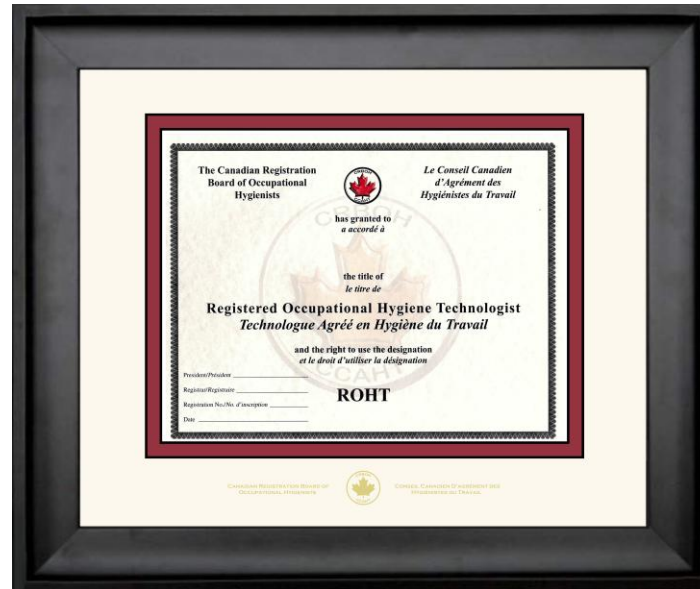 The Canadian Registration
Board of Occupational
Hygienists
CRBOH
Le Conseil Canadien
d'Agrément des
Hygiénistes du Travail
CRBOH
has granted to
a accordé à
the title of
le titre de
Registered Occupational Hygiene Technologist
Technologue Agréé en Hygiène du Travail
and the right to use the designation
et le droit d'utiliser la désignation
CCAHT
ROHT
President/Président
Registrar/Registraire
Registration No./No. d'inscription
Date
CANADIAN REGISTRATION BOARD OF
OCCUPATIONAL HYGIENISTS
CONSEIL CANADIEN D'AGRÉMENT DES
HYGIÉNISTES DU TRAVAIL